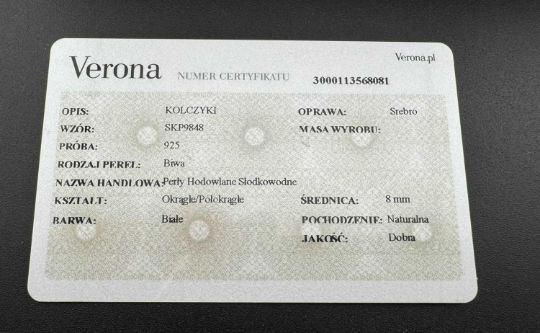 Verona NUMER CERTYFIKATU 3000113568081 Verona.pl
OPIS: KOLCZYKI OPRAWA: Srebro
WZÓR: SKP9848 MASA WYROBU:
PRÓBA: 925
RODZAJ PEREŁ: Biwa
NAZWA HANDLOWA: Perły Hodowlane Słodkowodne
KSZTAŁT: Okrągłe/Półokrągłe ŚREDNICA: 8 mm
BARWA: Białe POCHODZENIE: Naturalna
JAKOŚĆ: Dobra